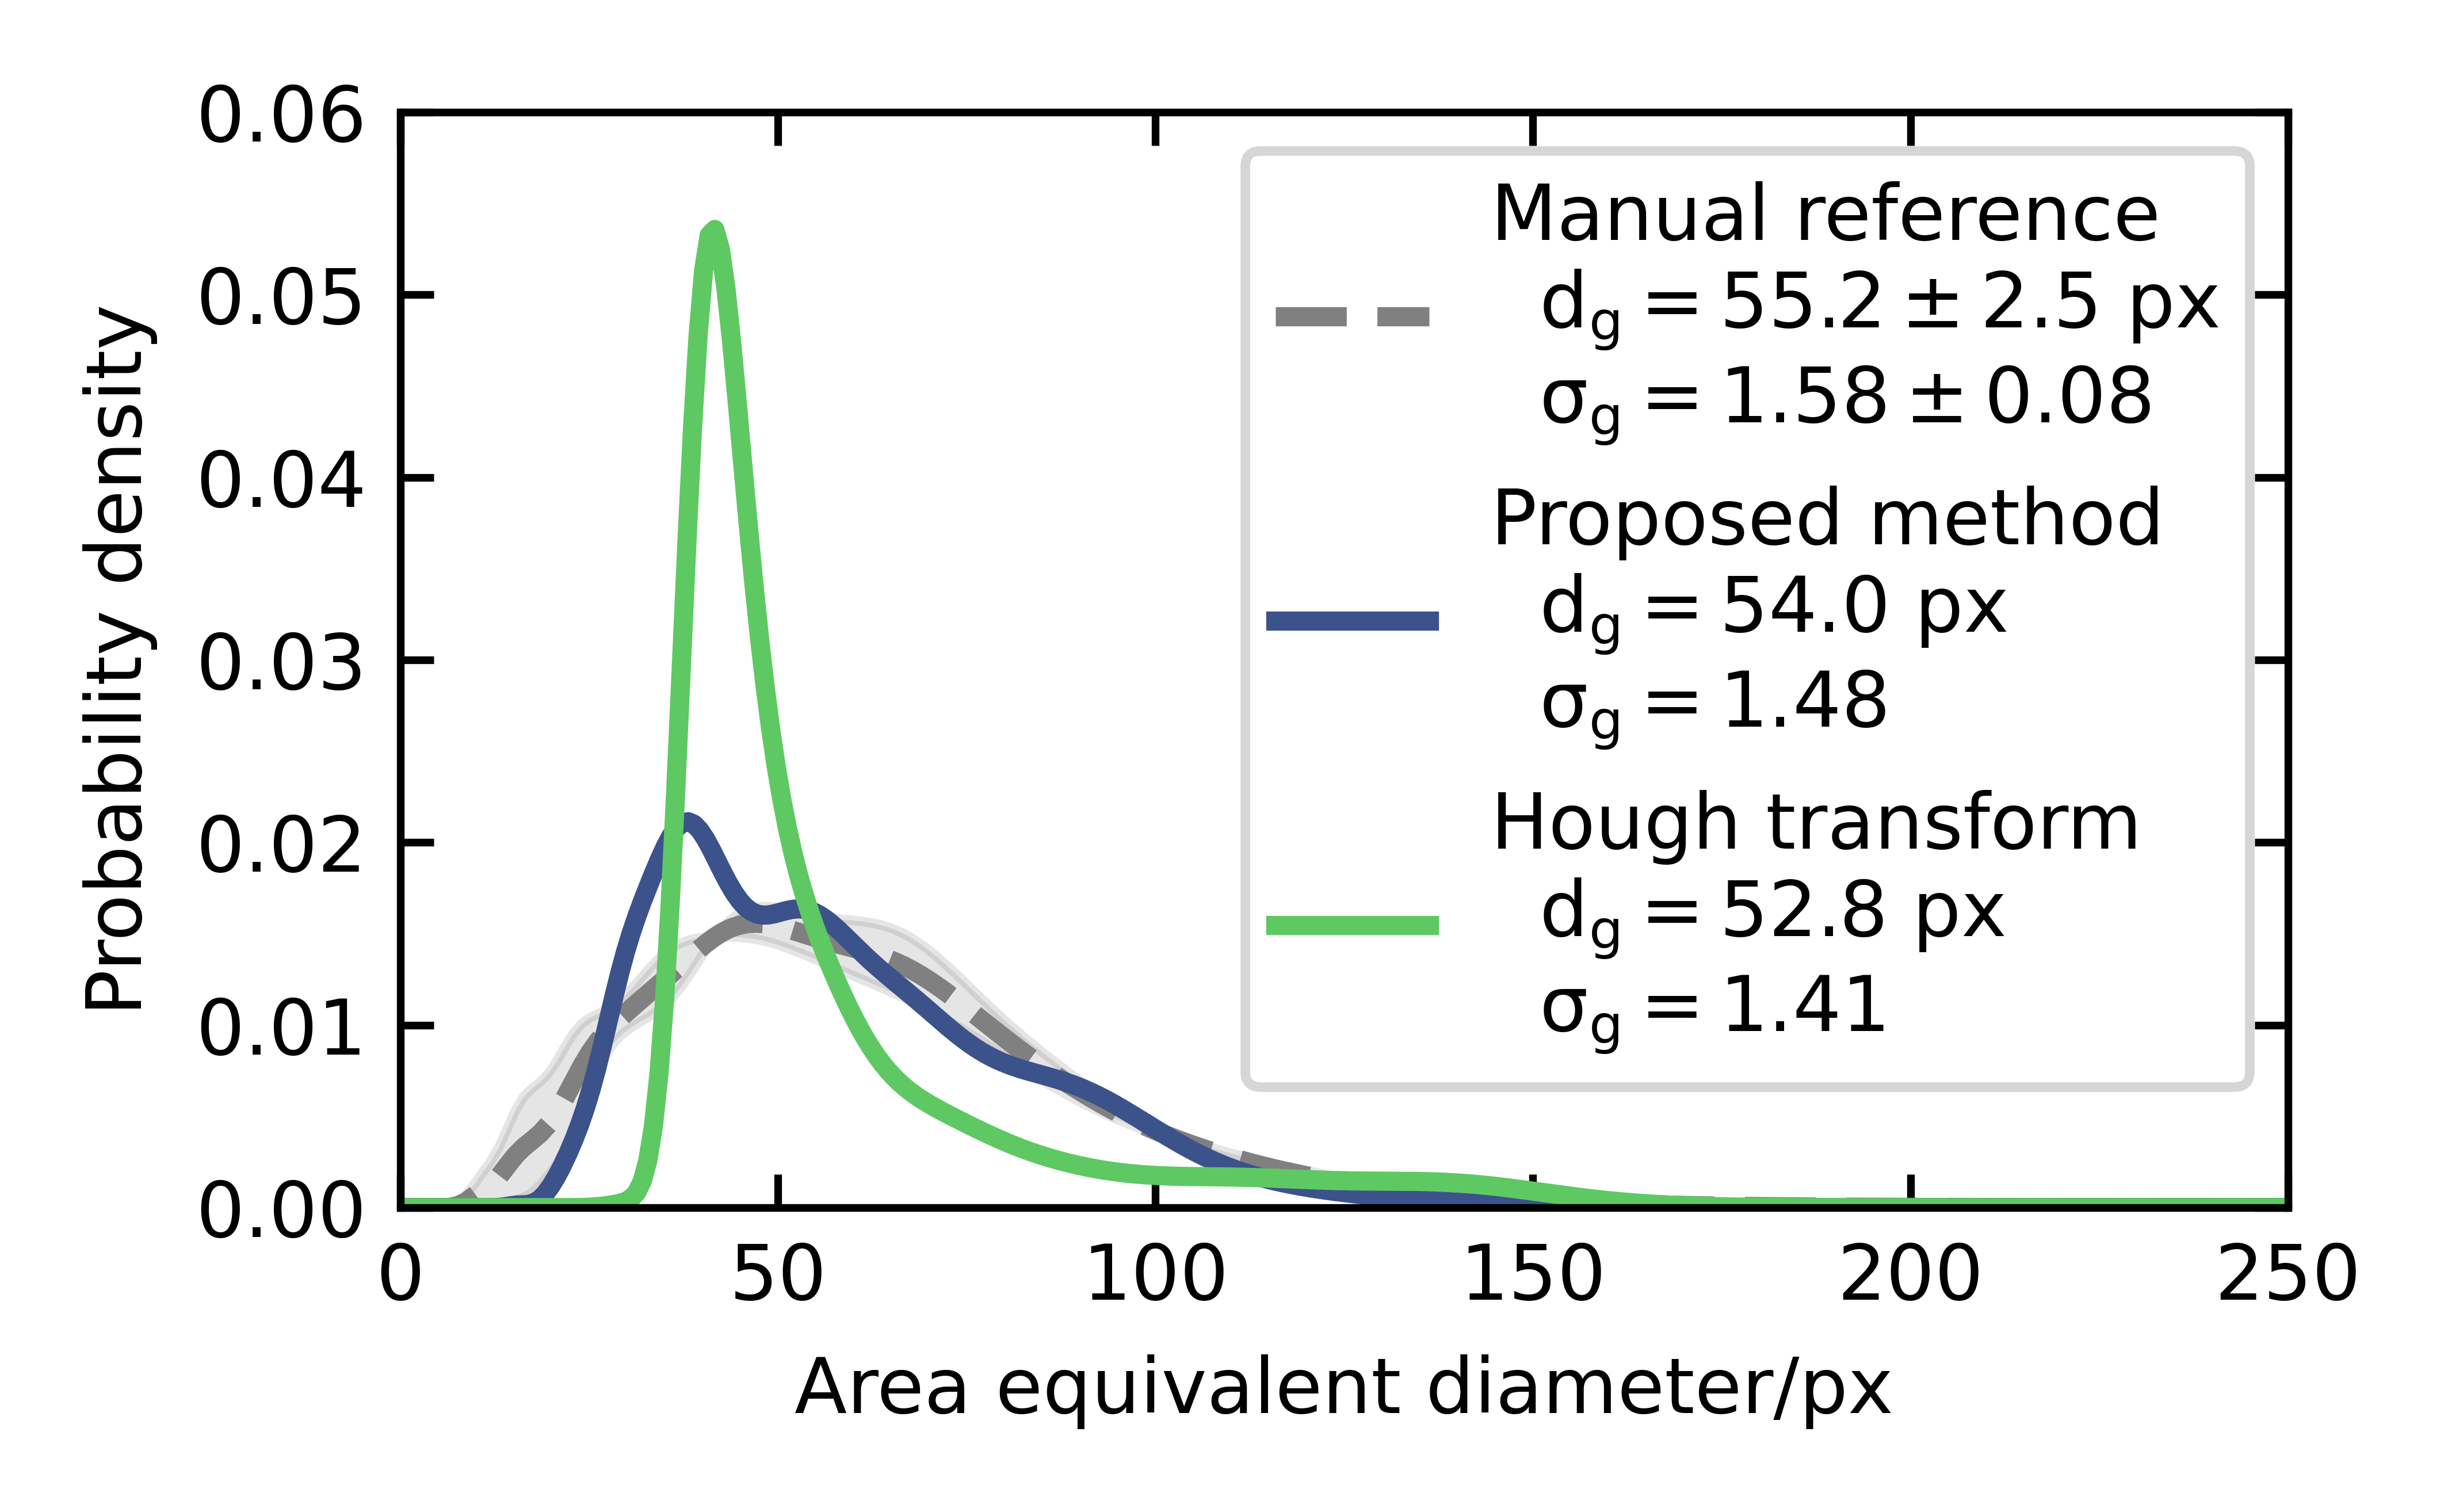 0.06
0.05
0.04
0.03
0.02
0.01
0.00
Probability density
0
50
100
150
200
250
Area equivalent diameter/px
Manual reference
dg = 55.2 ± 2.5 px
σg = 1.58 ± 0.08
Proposed method
dg = 54.0 px
σg = 1.48
Hough transform
dg = 52.8 px
σg = 1.41